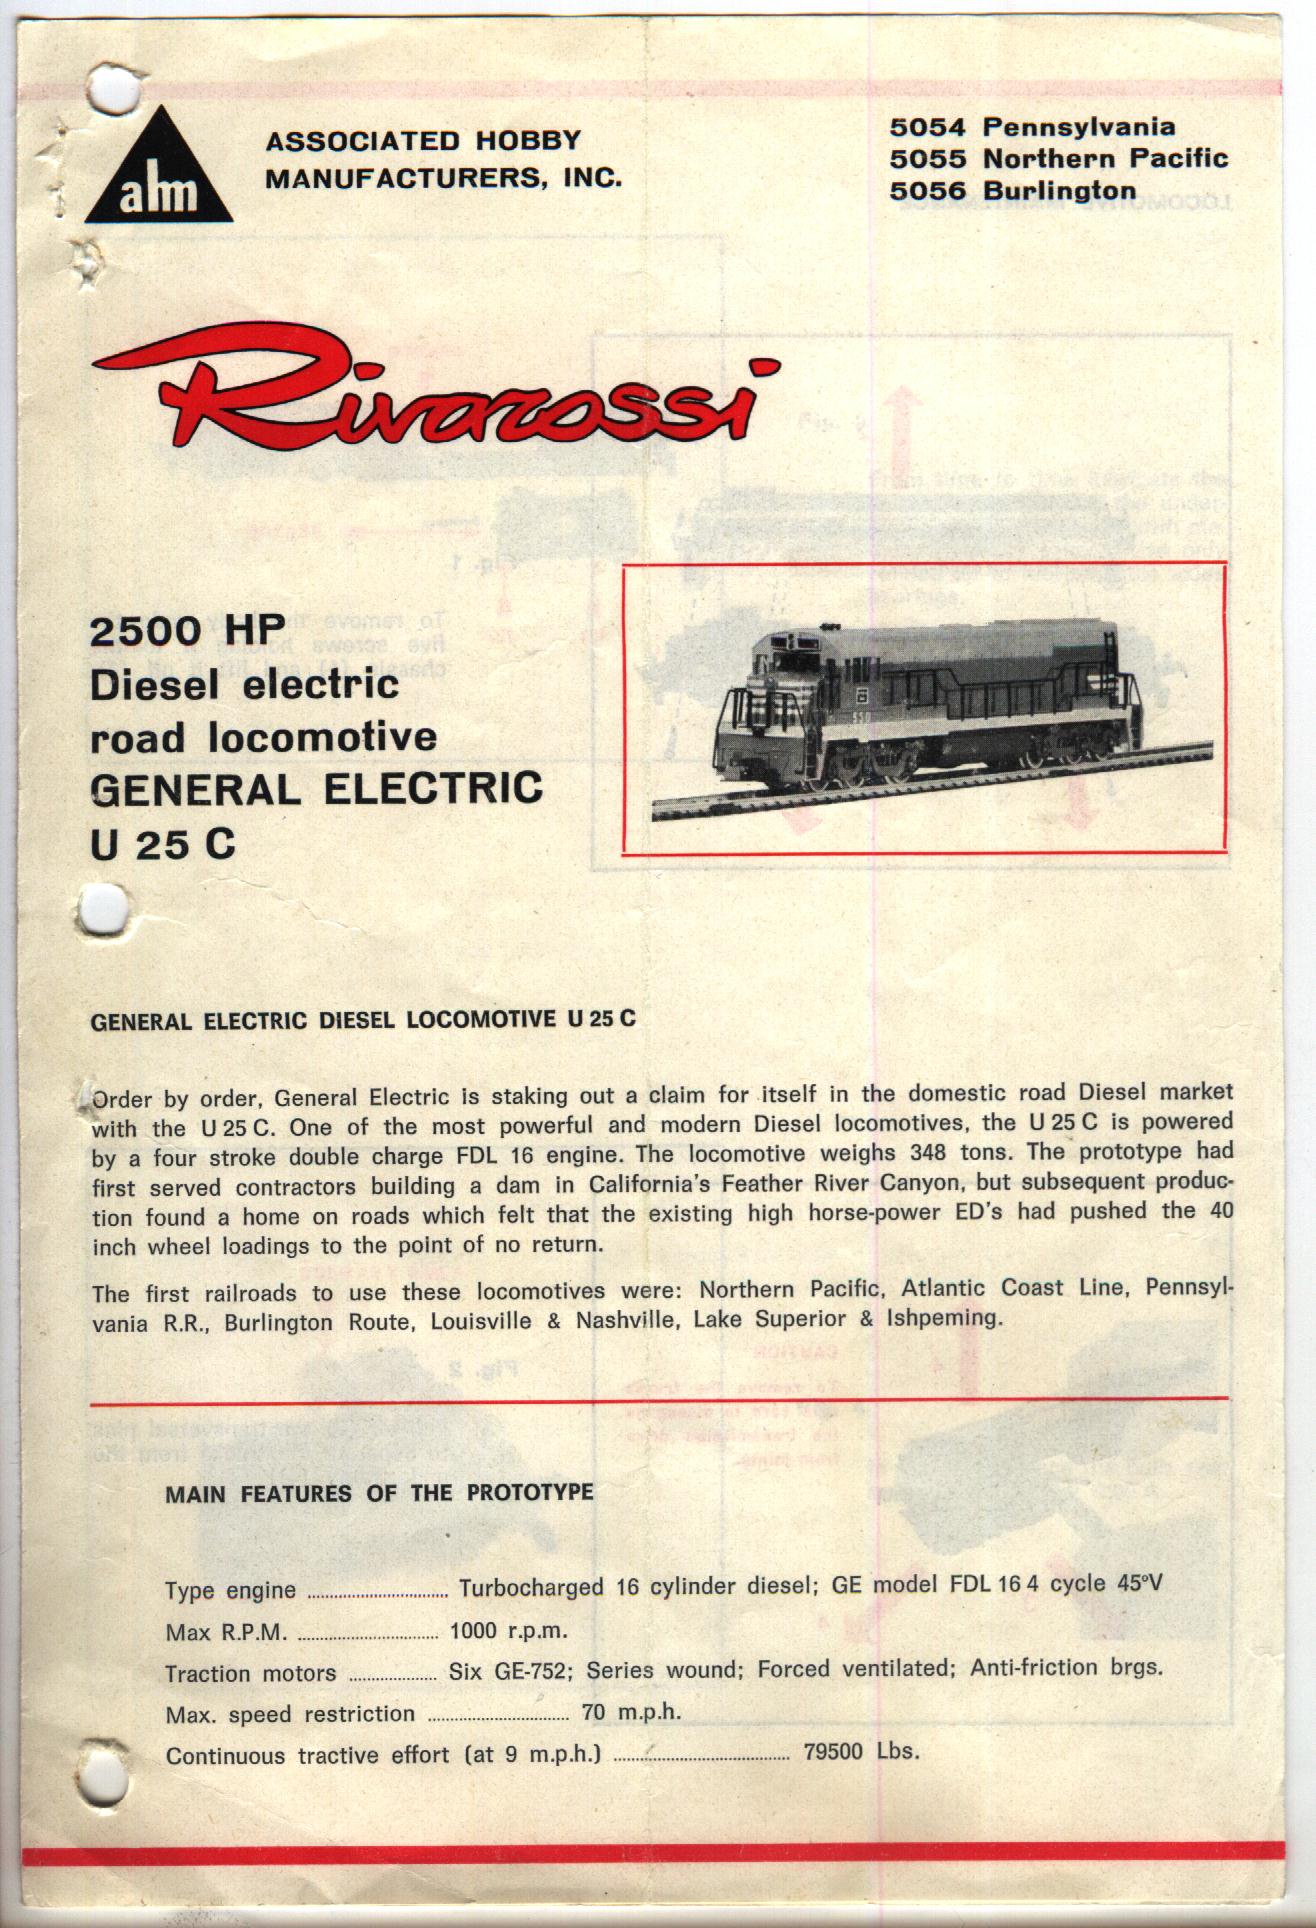 ahm
ASSOCIATED HOBBY
MANUFACTURERS, INC.
5054 Pennsylvania
5055 Northern Pacific
5056 Burlington
Rivarossi
2500 HP
Diesel electric
road locomotive
GENERAL ELECTRIC
U 25 C
GENERAL ELECTRIC DIESEL LOCOMOTIVE U 25 C
Order by order, General Electric is staking out a claim for itself in the domestic road Diesel market
with the U 25 C. One of the most powerful and modern Diesel locomotives, the U 25 C is powered
by a four stroke double charge FDL 16 engine. The locomotive weighs 348 tons. The prototype had
first served contractors building a dam in California's Feather River Canyon, but subsequent produc-
tion found a home on roads which felt that the existing high horse-power ED's had pushed the 40
inch wheel loadings to the point of no return.
The first railroads to use these locomotives were: Northern Pacific, Atlantic Coast Line, Pennsyl-
vania R.R., Burlington Route, Louisville & Nashville, Lake Superior & Ishpeming.
MAIN FEATURES OF THE PROTOTYPE
Type engine ............................ Turbocharged 16 cylinder diesel; GE model FDL 16 4 cycle 45°V
Max R.P.M. ............................ 1000 r.p.m.
Traction motors .................. Six GE-752; Series wound; Forced ventilated; Anti-friction brgs.
Max. speed restriction ............................ 70 m.p.h.
Continuous tractive effort (at 9 m.p.h.) ................................... 79500 Lbs.